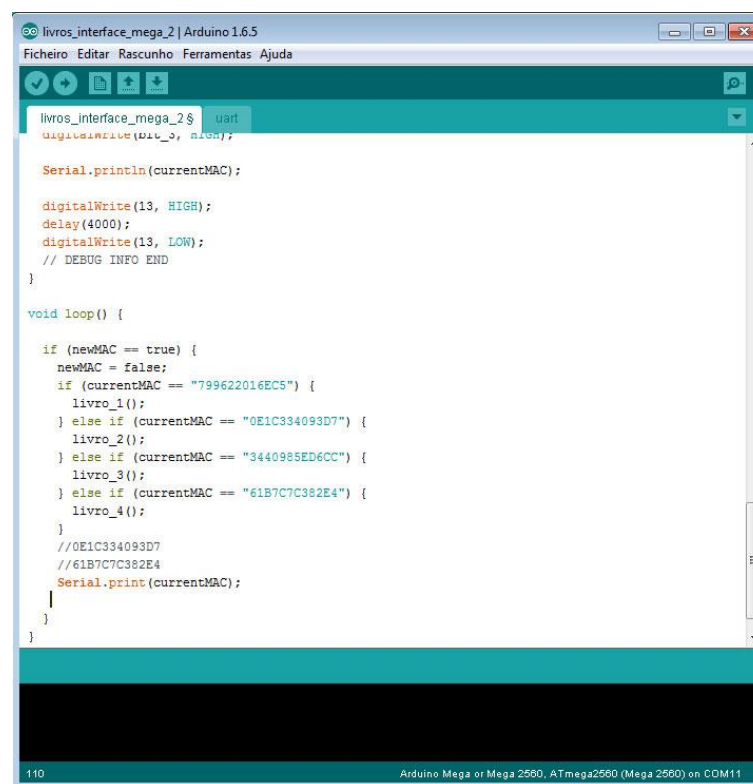 livros_interface_mega_2 | Arduino 1.6.5
Ficheiro Editar Rascunho Ferramentas Ajuda
livros_interface_mega_2 § uart
digitalWrite(bit_3, HIGH);
Serial.println(currentMAC);
digitalWrite(13, HIGH);
delay(4000);
digitalWrite(13, LOW);
// DEBUG INFO END
}
void loop() {
if (newMAC == true) {
newMAC = false;
if (currentMAC == "799622016EC5") {
livro_1();
} else if (currentMAC == "0E1C334093D7") {
livro_2();
} else if (currentMAC == "3440985ED6CC") {
livro_3();
} else if (currentMAC == "61B7C7C382E4") {
livro_4();
}
//0E1C334093D7
//61B7C7C382E4
Serial.print(currentMAC);
}
}
110 Arduino Mega or Mega 2560, ATmega2560 (Mega 2560) on COM11